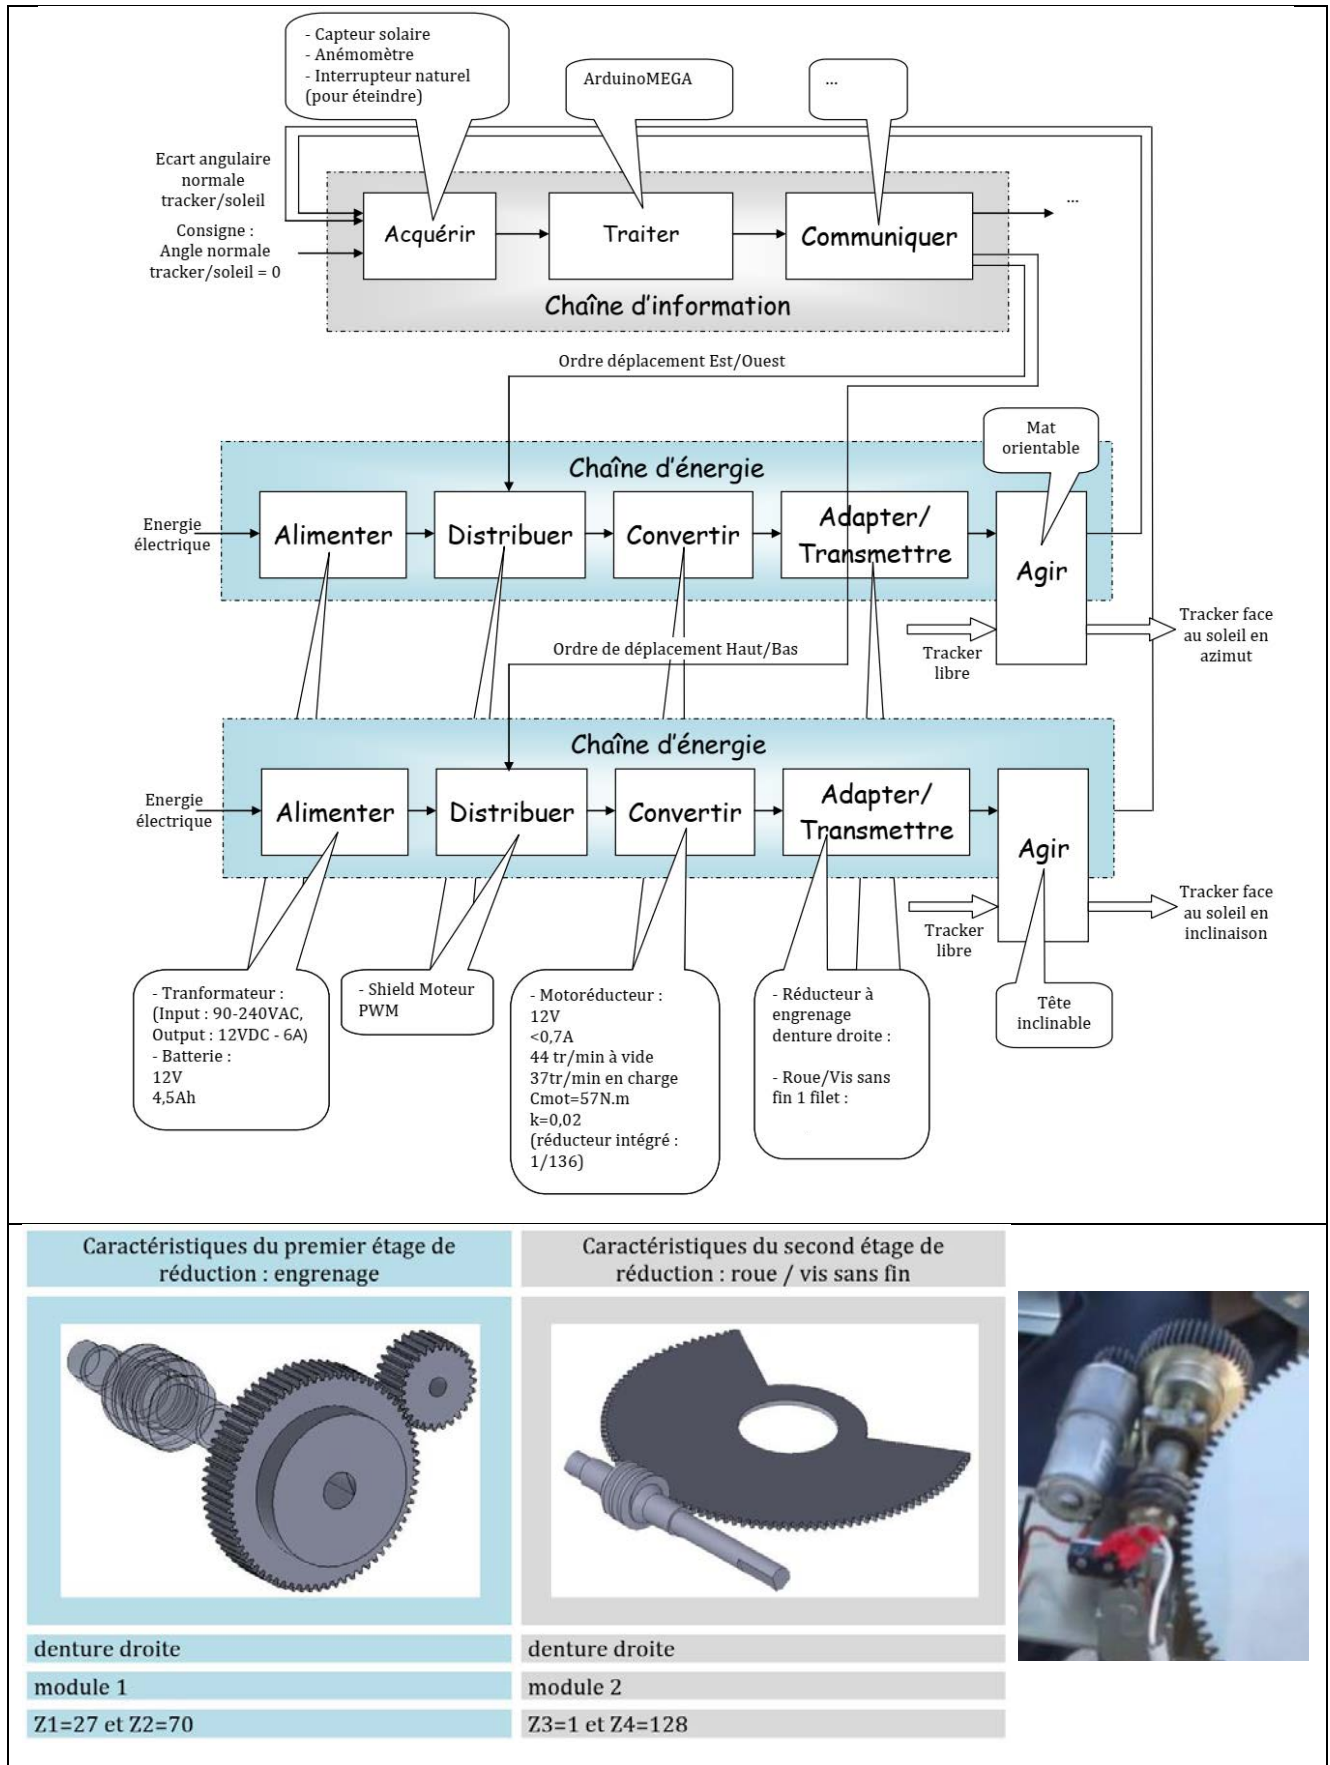 - Capteur solaire
- Anémomètre
- Interrupteur naturel
(pour éteindre)
ArduinoMEGA
...
Ecart angulaire
normale
tracker/soleil
Consigne :
Angle normale
tracker/soleil = 0
Acquérir
Traiter
Communiquer
...
Chaîne d'information
Ordre déplacement Est/Ouest
Mat
orientable
Chaîne d'énergie
Energie
électrique
Alimenter
Distribuer
Convertir
Adapter/
Transmettre
Agir
Tracker
libre
Tracker face
au soleil en
azimut
Ordre de déplacement Haut/Bas
Chaîne d'énergie
Energie
électrique
Alimenter
Distribuer
Convertir
Adapter/
Transmettre
Agir
Tracker
libre
Tracker face
au soleil en
inclinaison
- Tranformateur :
(Input : 90-240VAC,
Output : 12VDC - 6A)
- Batterie :
12V
4,5Ah
- Shield Moteur
PWM
- Motoréducteur :
12V
<0,7A
44 tr/min à vide
37tr/min en charge
Cmot=57N.m
k=0,02
(réducteur intégré :
1/136)
- Réducteur à
engrenage
denture droite :
- Roue/Vis sans
fin 1 filet :
Tête
inclinable
Caractéristiques du premier étage de
réduction : engrenage
denture droite
module 1
Z1=27 et Z2=70
Caractéristiques du second étage de
réduction : roue / vis sans fin
denture droite
module 2
Z3=1 et Z4=128